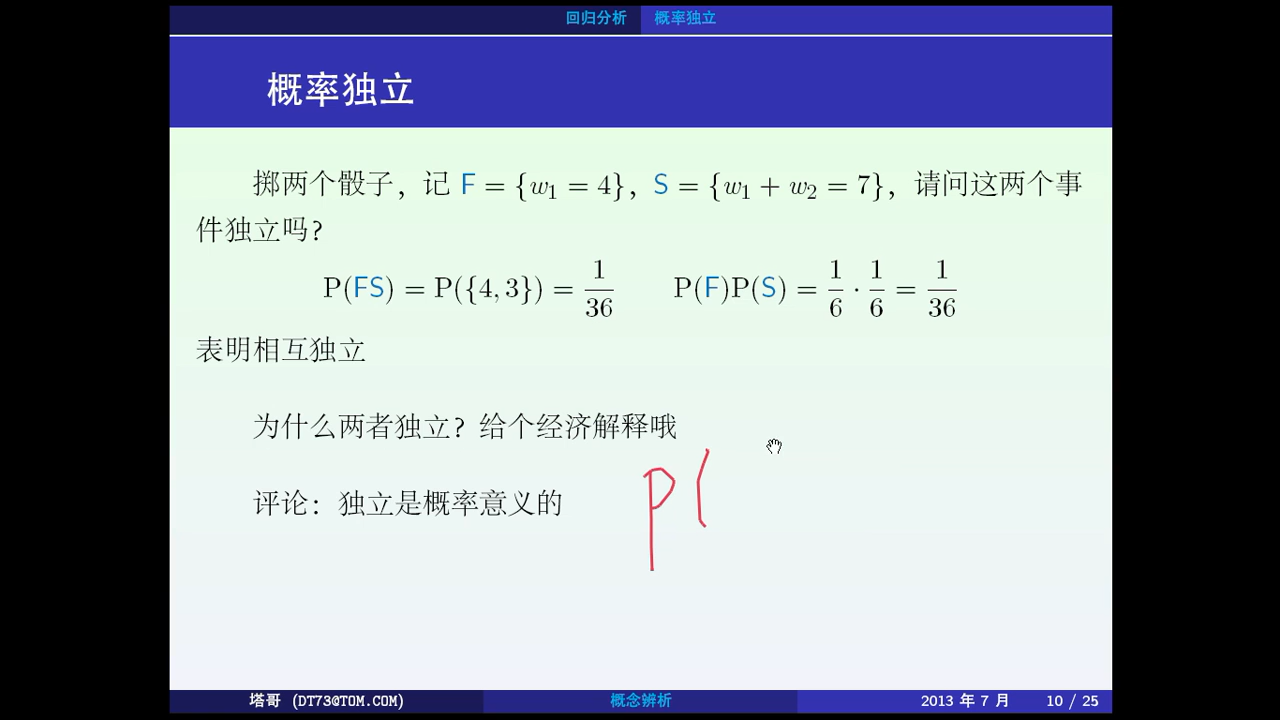 回归分析 概率独立
概率独立
掷两个骰子，记 F = {w₁ = 4}，S = {w₁ + w₂ = 7}，请问这两个事
件独立吗？
P(FS) = P({4, 3}) = 1/36 P(F)P(S) = 1/6 · 1/6 = 1/36
表明相互独立
为什么两者独立？给个经济解释哦
评论：独立是概率意义的
P(
塔哥 (DT73@TOM.COM) 概念辨析 2013 年 7 月 10 / 25